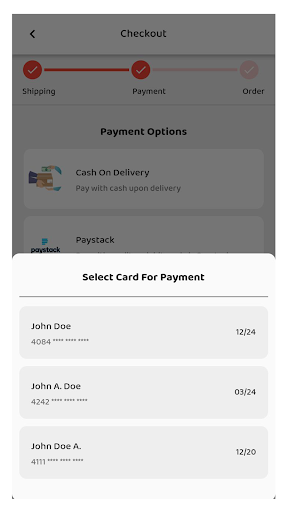 Checkout
Shipping Payment Order
Payment Options
Cash On Delivery
Pay with cash upon delivery
paystack
Paystack
Select Card For Payment
John Doe
4084 **** **** ****
12/24
John A. Doe
4242 **** **** ****
03/24
John Doe A.
4111 **** **** ****
12/20